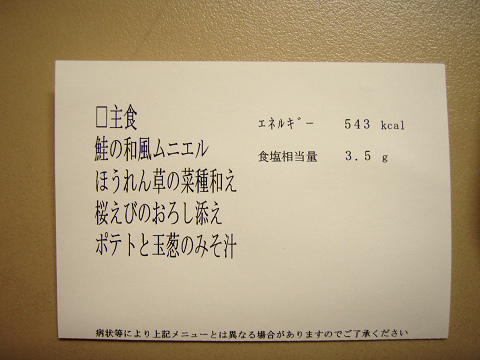 □主食
鮭の和風ムニエル
ほうれん草の菜種和え
桜えびのおろし添え
ポテトと玉葱のみそ汁
エネルギー 543 kcal
食塩相当量 3.5 g
病状等により上記メニューとは異なる場合がありますのでご了承ください